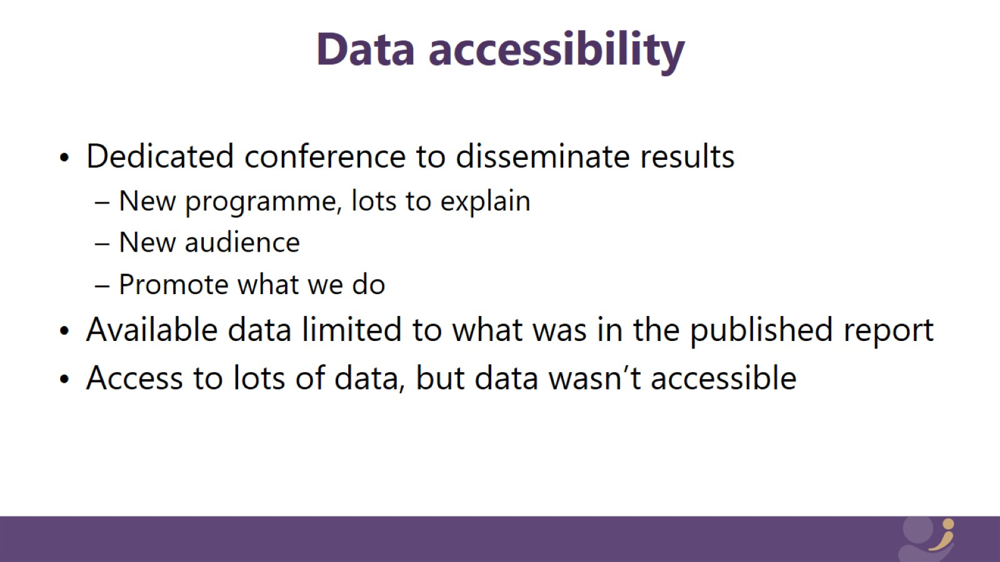 Data accessibility
• Dedicated conference to disseminate results
– New programme, lots to explain
– New audience
– Promote what we do
• Available data limited to what was in the published report
• Access to lots of data, but data wasn’t accessible